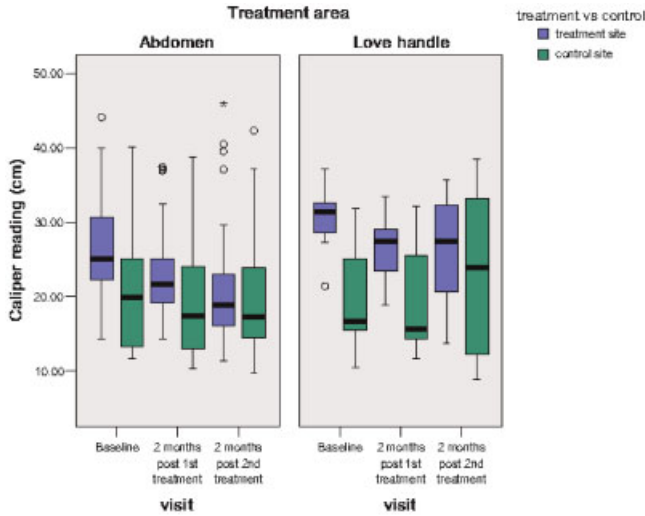 Treatment area
treatment vs control
treatment site
control site
Abdomen
Love handle
Caliper reading (cm)
50.00
40.00
30.00
20.00
10.00
Baseline
2 months
post 1st
treatment
2 months
post 2nd
treatment
visit
Baseline
2 months
post 1st
treatment
2 months
post 2nd
treatment
visit